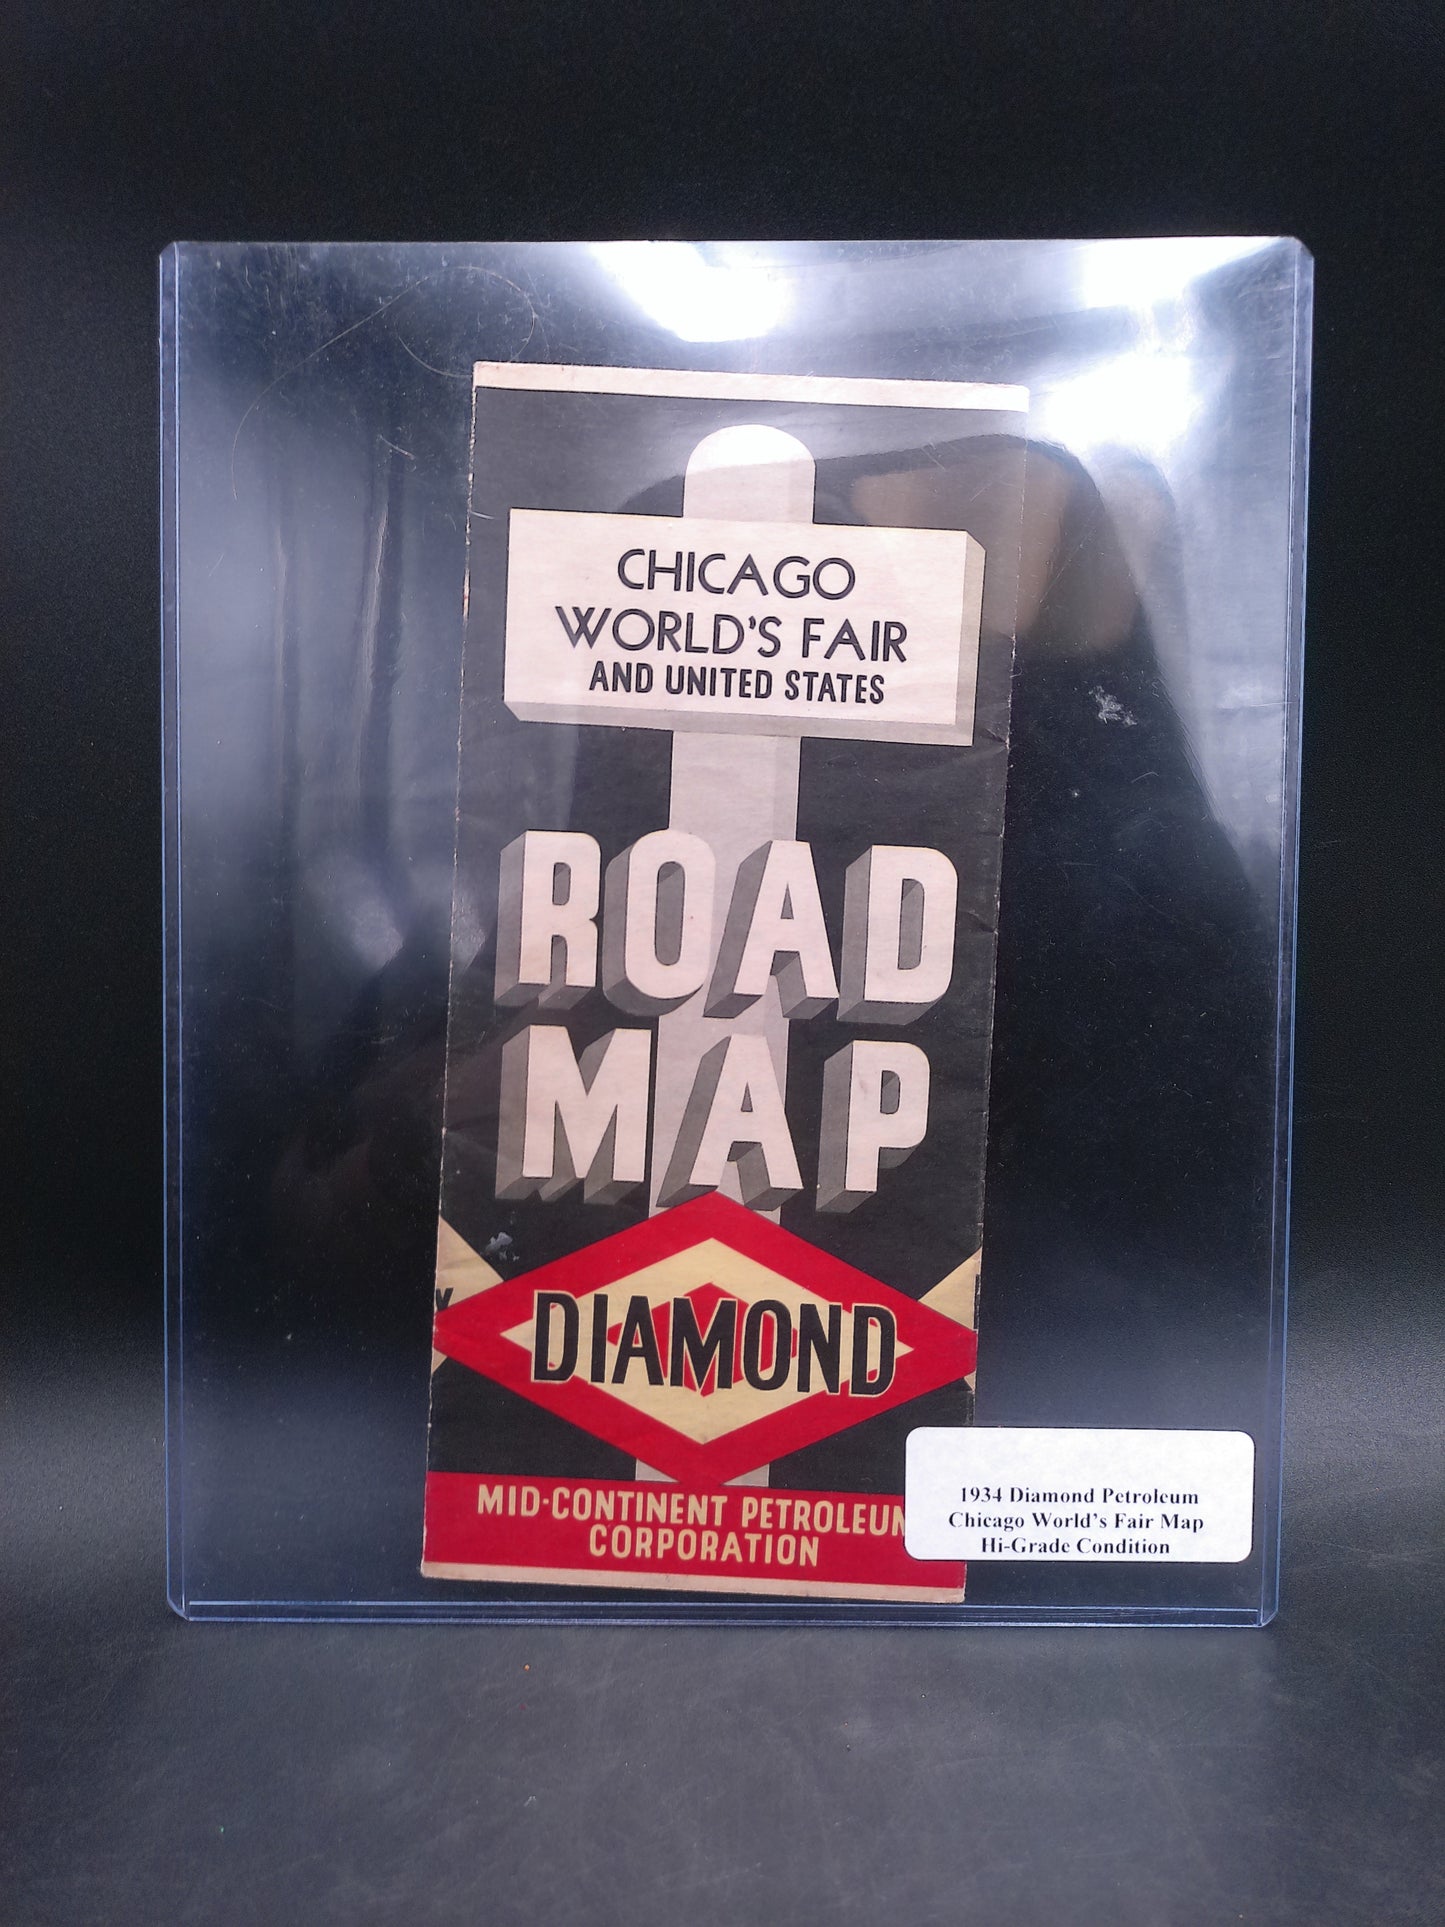 CHICAGO
WORLD'S FAIR
AND UNITED STATES
ROAD
MAP
DIAMOND
MID-CONTINENT PETROLEUM
CORPORATION
1934 Diamond Petroleum
Chicago World's Fair Map
Hi-Grade Condition